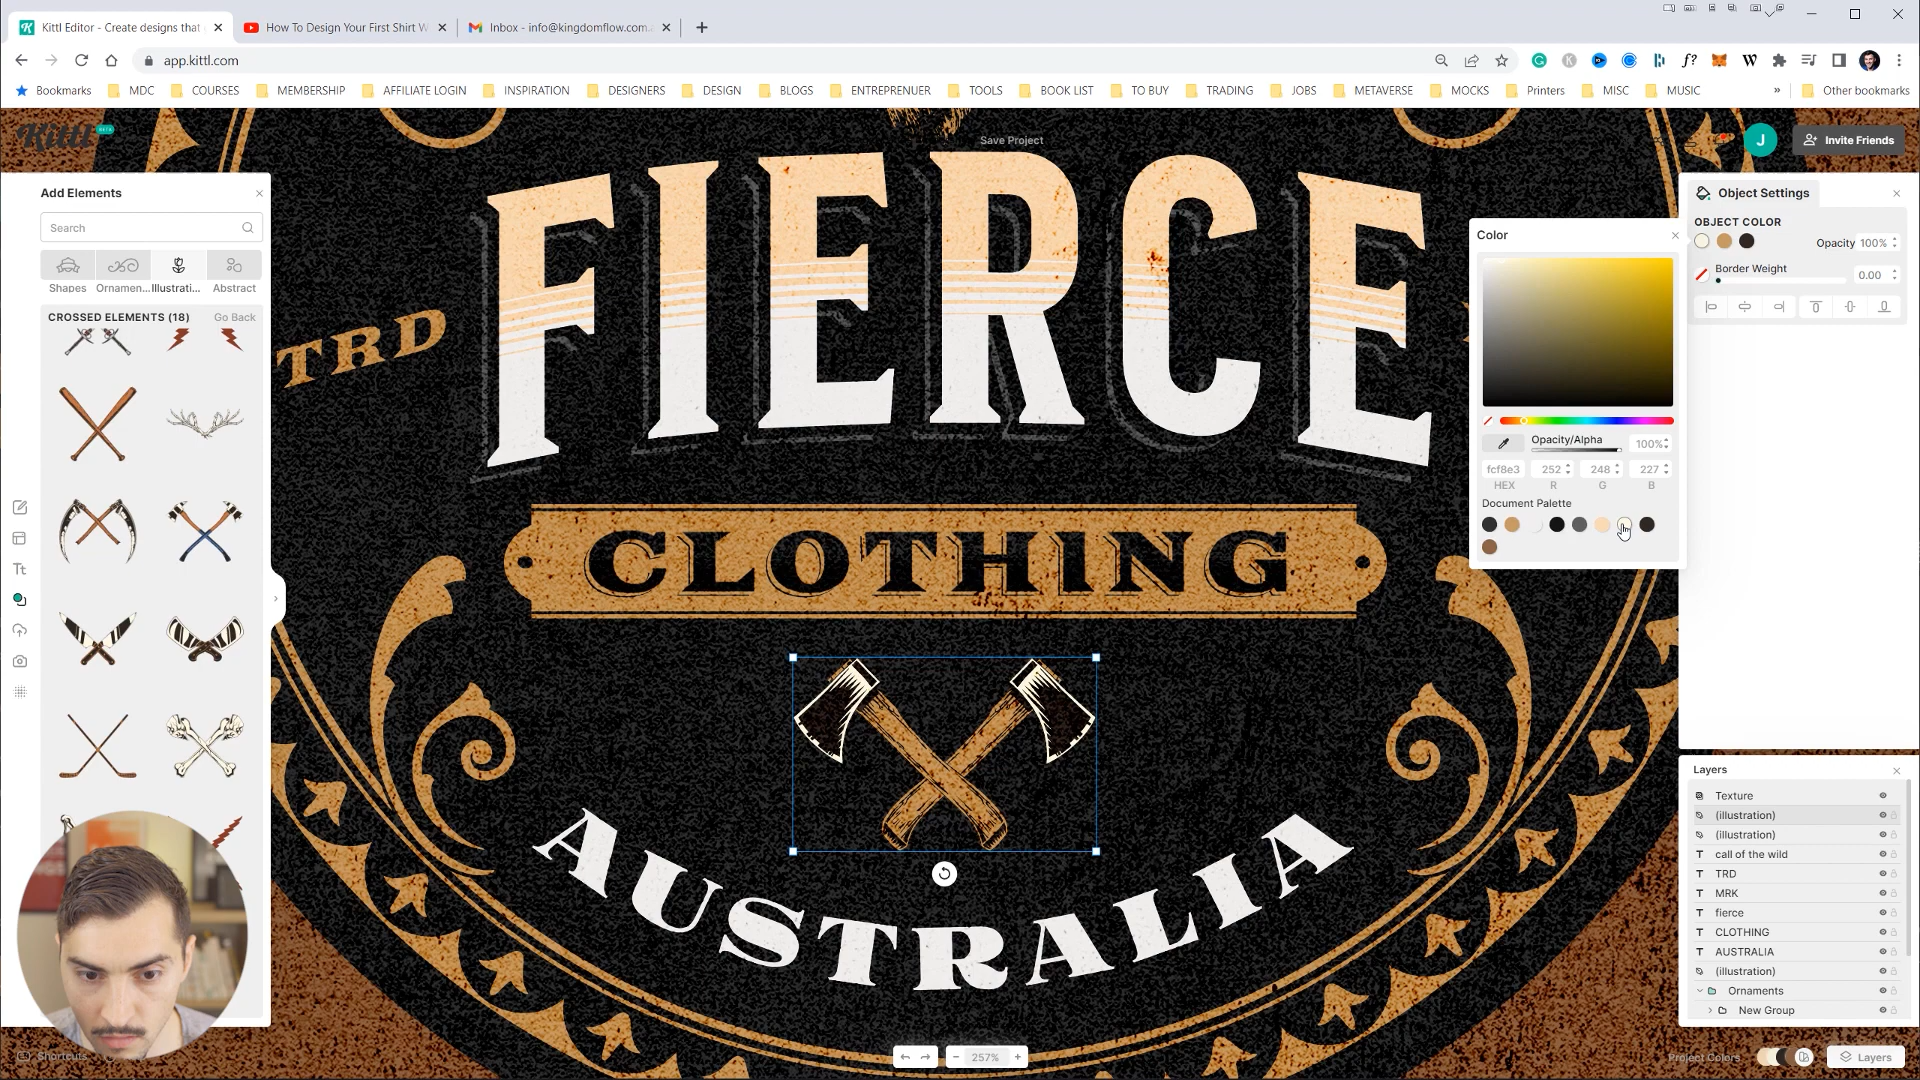 Kittl Editor - Create designs that
How To Design Your First Shirt W
Inbox - info@kingdomflow.com.
app.kittl.com
Bookmarks
MDC
COURSES
MEMBERSHIP
AFFILIATE LOGIN
INSPIRATION
DESIGNERS
DESIGN
BLOGS
ENTREPRENUER
TOOLS
BOOK LIST
TO BUY
TRADING
JOBS
METAVERSE
MOCKS
Printers
MISC
MUSIC
»
Other bookmarks
Kittl
BETA
Save Project
J
Invite Friends
Add Elements
Search
Shapes
Ornamen...
Illustrati...
Abstract
CROSSED ELEMENTS (18)
Go Back
TRD
FIERCE
CLOTHING
AUSTRALIA
Color
Opacity/Alpha
100%
fcf8e3
252
248
227
HEX
R
G
B
Document Palette
Object Settings
OBJECT COLOR
Opacity
100%
Border Weight
0.00
Layers
Texture
(illustration)
(illustration)
call of the wild
TRD
MRK
fierce
CLOTHING
AUSTRALIA
(illustration)
Ornaments
New Group
Shortcuts
257%
Project Colors
Layers